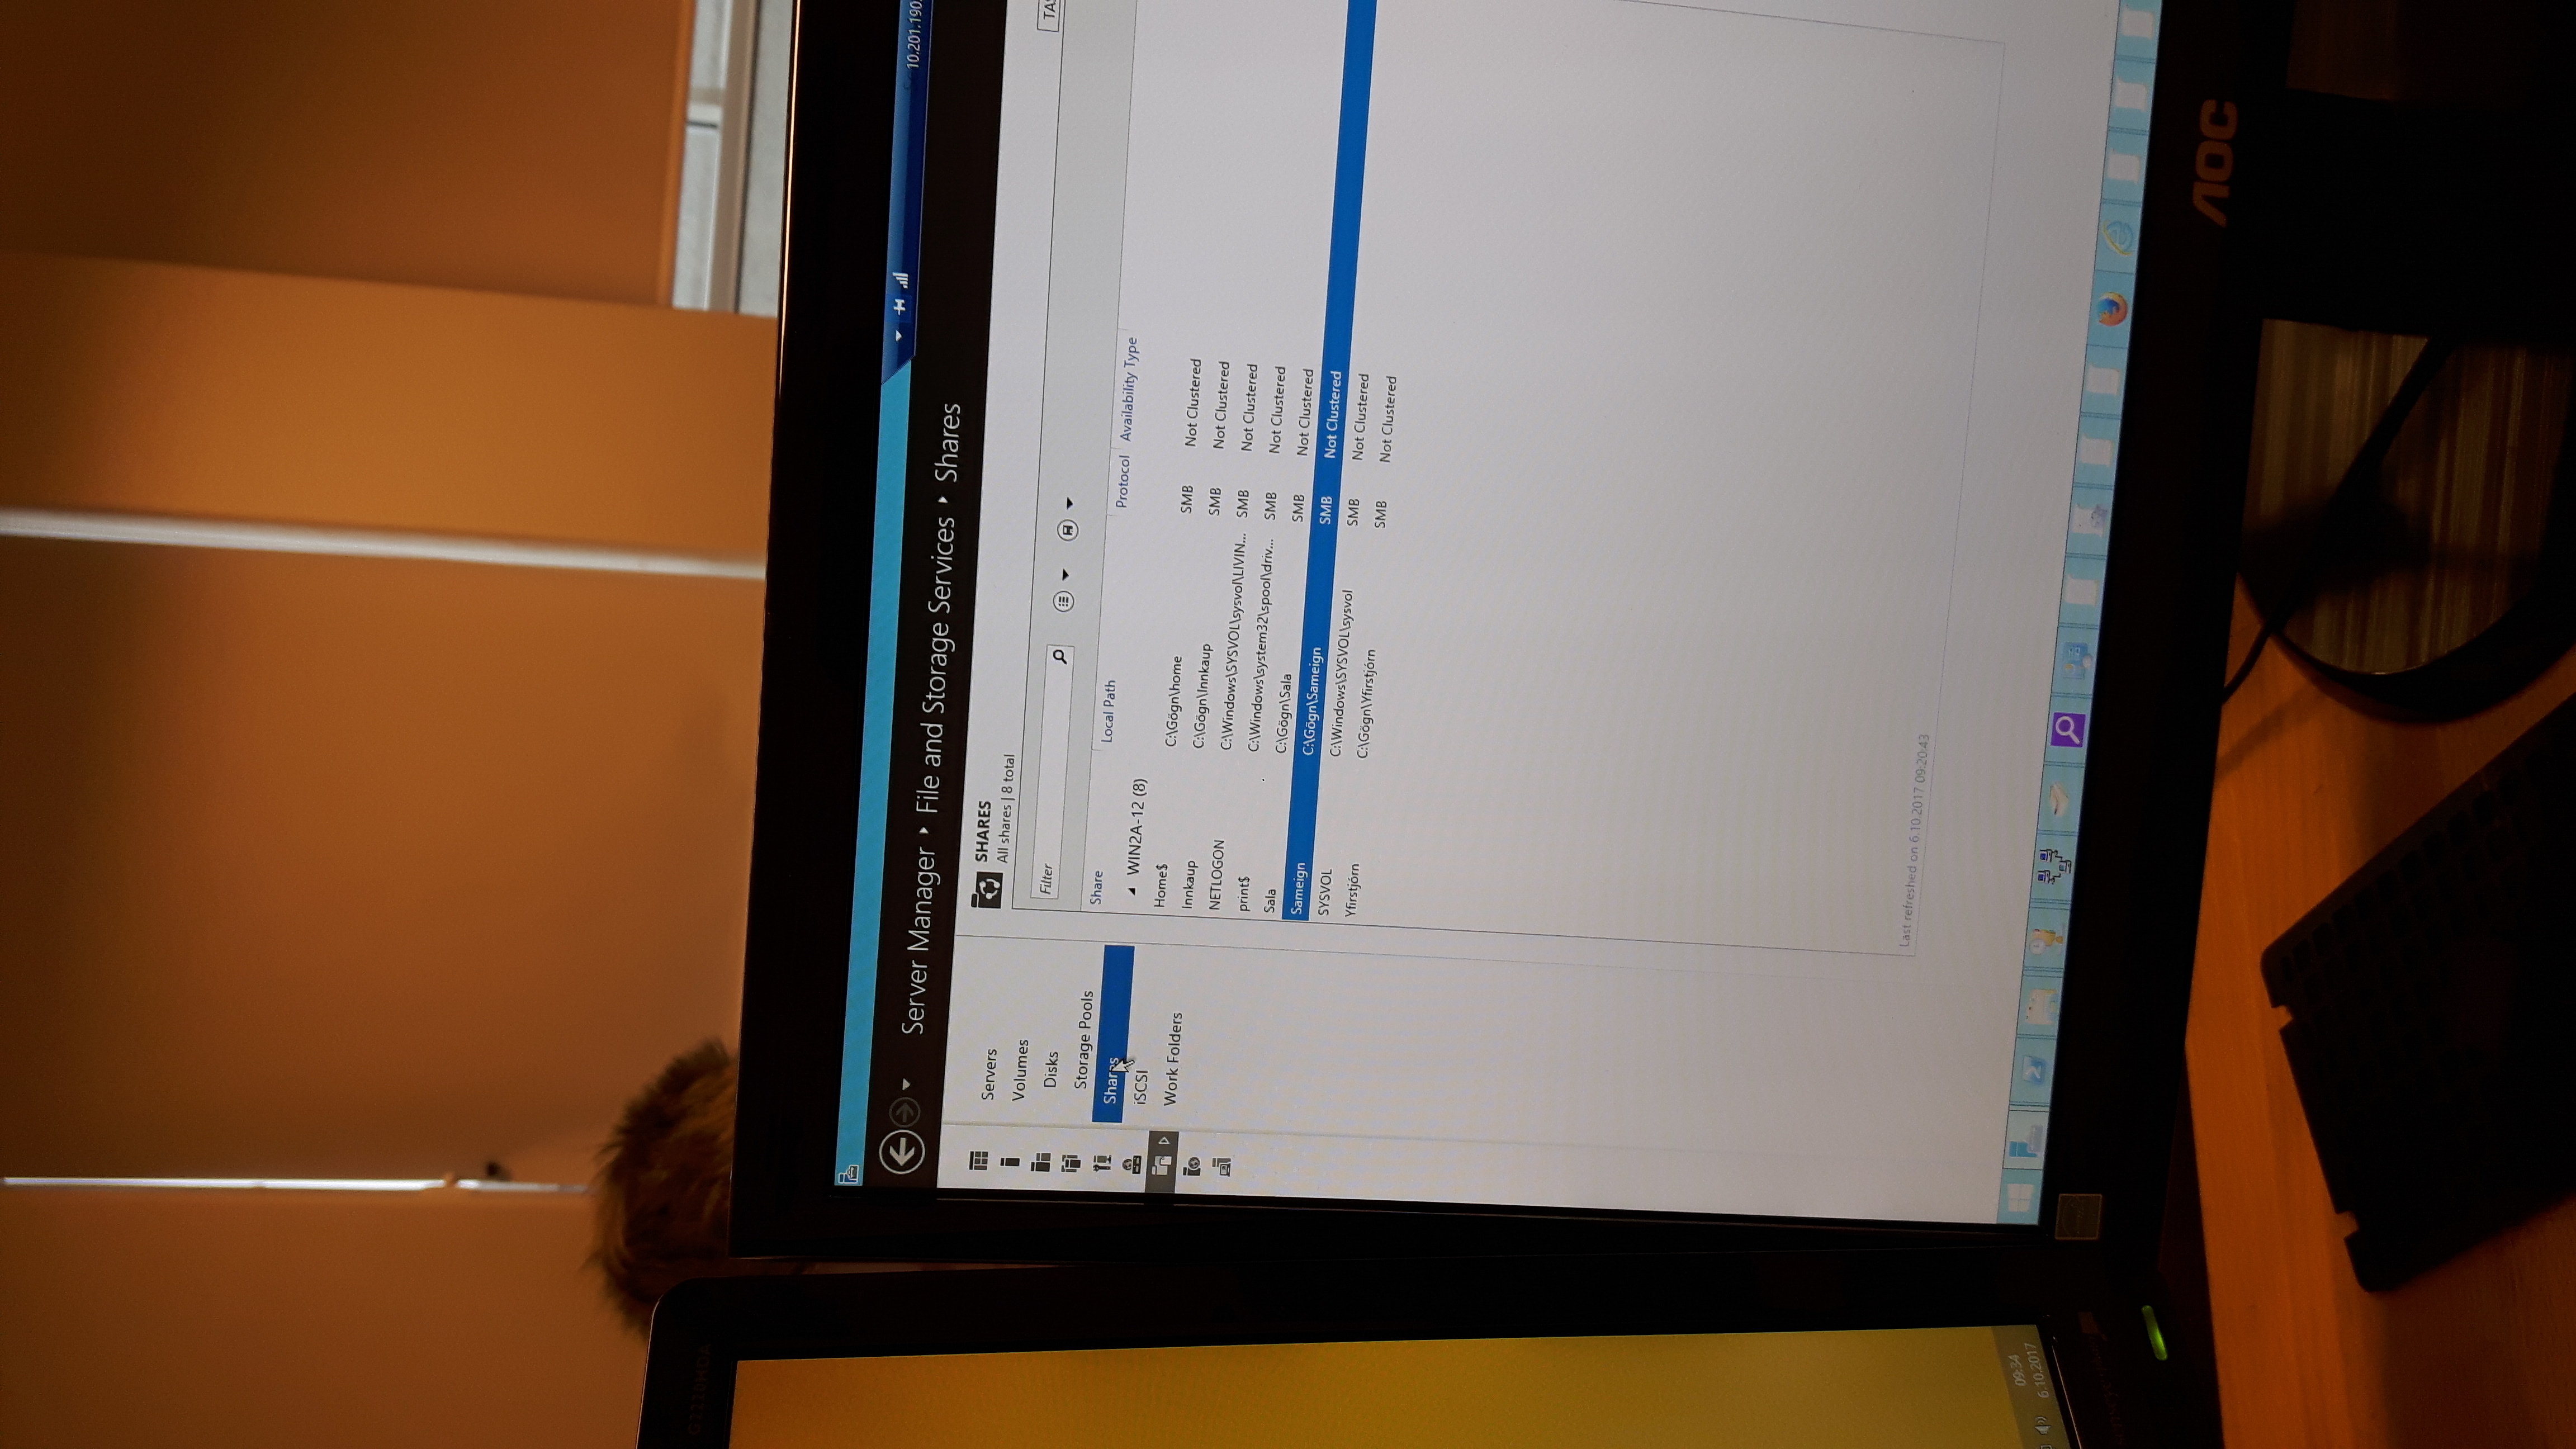 G2220HDA
10.201.190.
Server Manager ‣ File and Storage Services ‣ Shares
Servers
Volumes
Disks
Storage Pools
Shares
iSCSI
Work Folders
SHARES
All shares | 8 total
TAS
Filter
Share Local Path Protocol Availability Type
WIN2A-12 (8)
Home$ C:\Gögn\home SMB Not Clustered
Innkaup C:\Gögn\Innkaup SMB Not Clustered
NETLOGON C:\Windows\SYSVOL\sysvol\LIVIN... SMB Not Clustered
print$ C:\Windows\system32\spool\driv... SMB Not Clustered
Sala C:\Gögn\Sala SMB Not Clustered
Sameign C:\Gögn\Sameign SMB Not Clustered
SYSVOL C:\Windows\SYSVOL\sysvol SMB Not Clustered
Yfirstjórn C:\Gögn\Yfirstjórn SMB Not Clustered
Last refreshed on 6.10.2017 09:20:43
09:34
6.10.2017
AOC